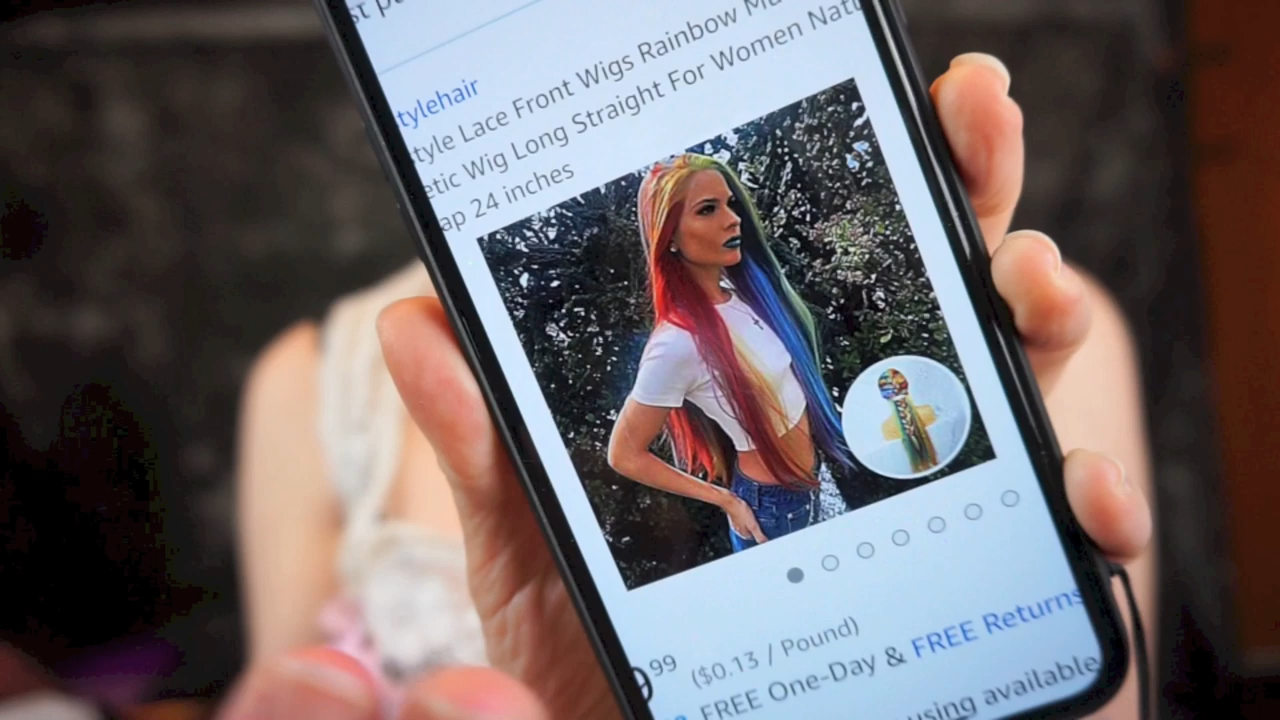 tylehair
tyle Lace Front Wigs Rainbow
etic Wig Long Straight For Women
ap 24 inches
99 ($0.13 / Pound)
FREE One-Day & FREE Returns
using available